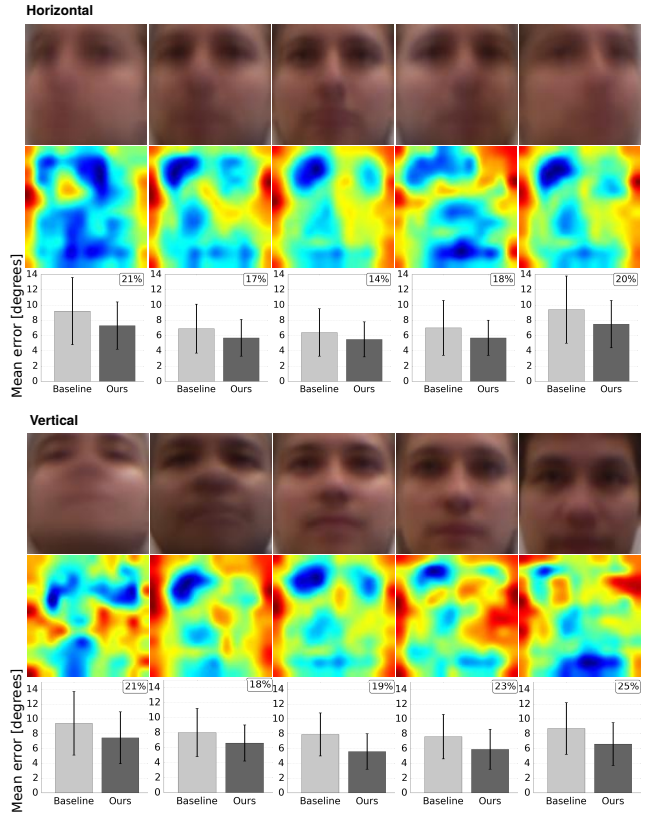 Horizontal
Mean error [degrees]
14 12 10 8 6 4 2 0
21%
Baseline Ours
14 12 10 8 6 4 2 0
17%
Baseline Ours
14 12 10 8 6 4 2 0
14%
Baseline Ours
14 12 10 8 6 4 2 0
18%
Baseline Ours
14 12 10 8 6 4 2 0
20%
Baseline Ours
Vertical
Mean error [degrees]
14 12 10 8 6 4 2 0
21%
Baseline Ours
14 12 10 8 6 4 2 0
18%
Baseline Ours
14 12 10 8 6 4 2 0
19%
Baseline Ours
14 12 10 8 6 4 2 0
23%
Baseline Ours
14 12 10 8 6 4 2 0
25%
Baseline Ours